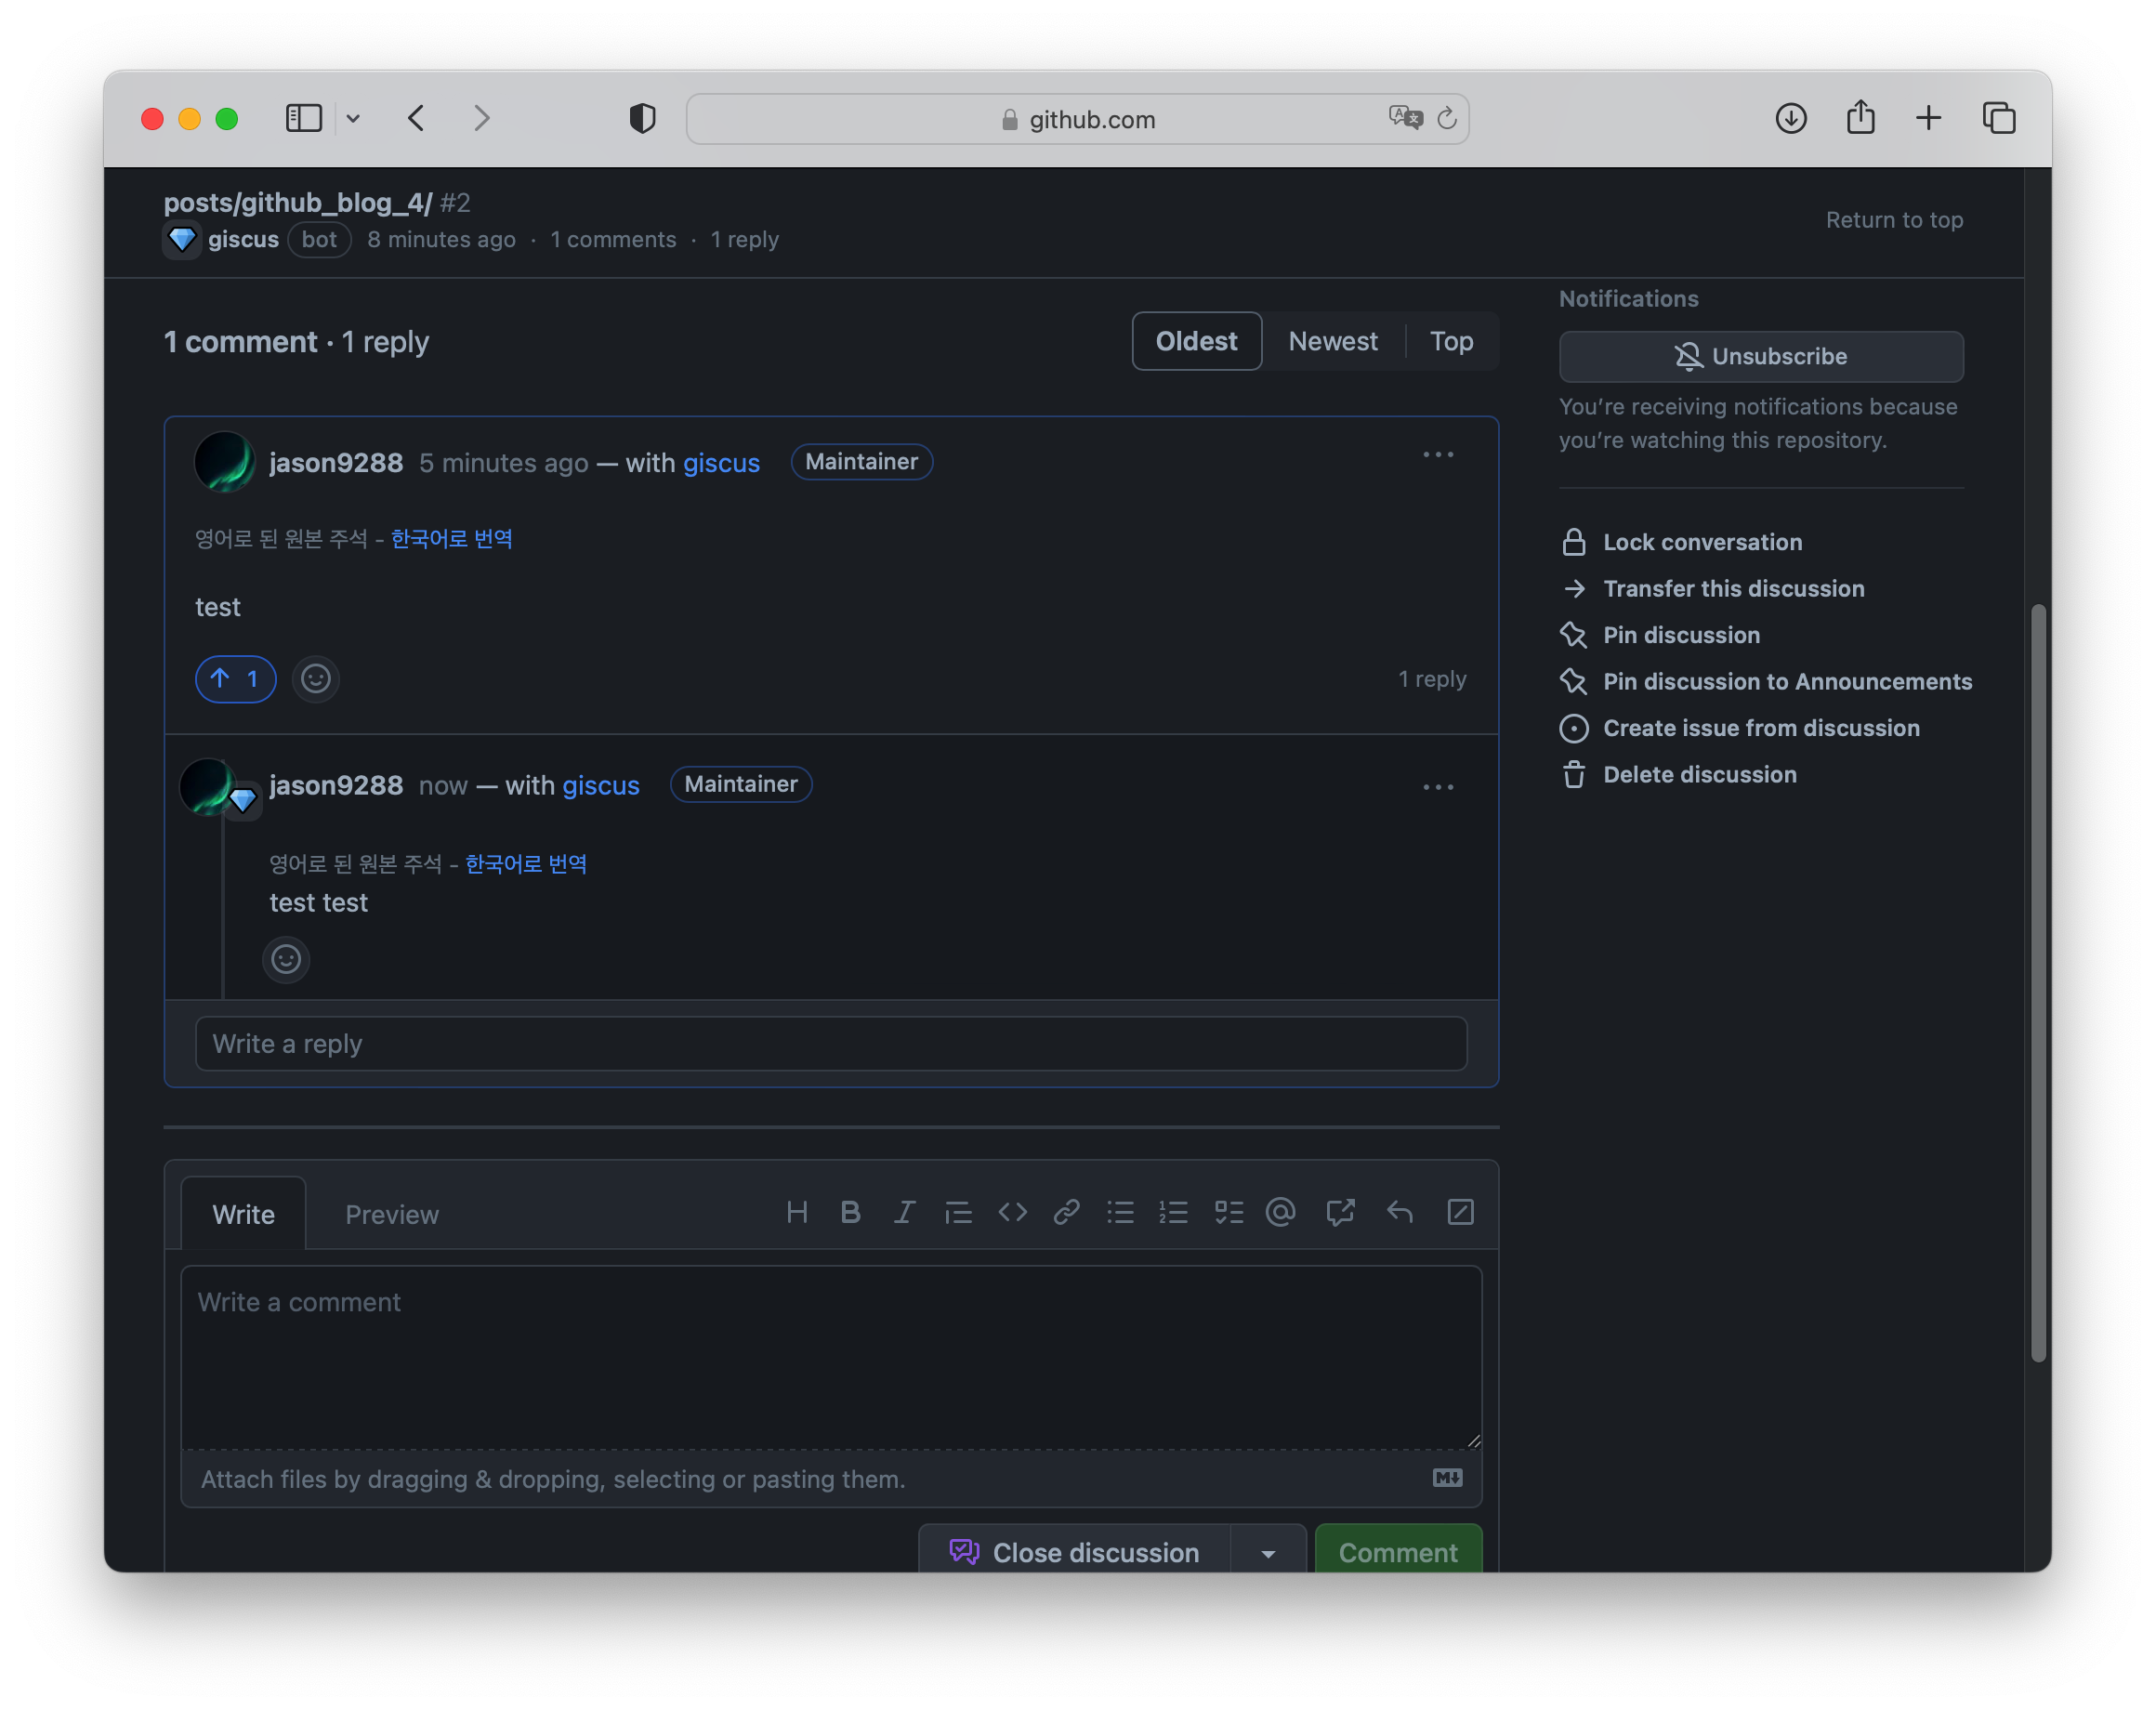 github.com
posts/github_blog_4/ #2
giscus bot 8 minutes ago · 1 comments · 1 reply
Return to top
1 comment · 1 reply
Oldest Newest Top
jason9288 5 minutes ago — with giscus Maintainer
영어로 된 원본 주석 - 한국어로 번역
test
1
1 reply
jason9288 now — with giscus Maintainer
영어로 된 원본 주석 - 한국어로 번역
test test
Write a reply
Write Preview
Write a comment
Attach files by dragging & dropping, selecting or pasting them.
Close discussion Comment
Notifications
Unsubscribe
You’re receiving notifications because
you’re watching this repository.
Lock conversation
Transfer this discussion
Pin discussion
Pin discussion to Announcements
Create issue from discussion
Delete discussion